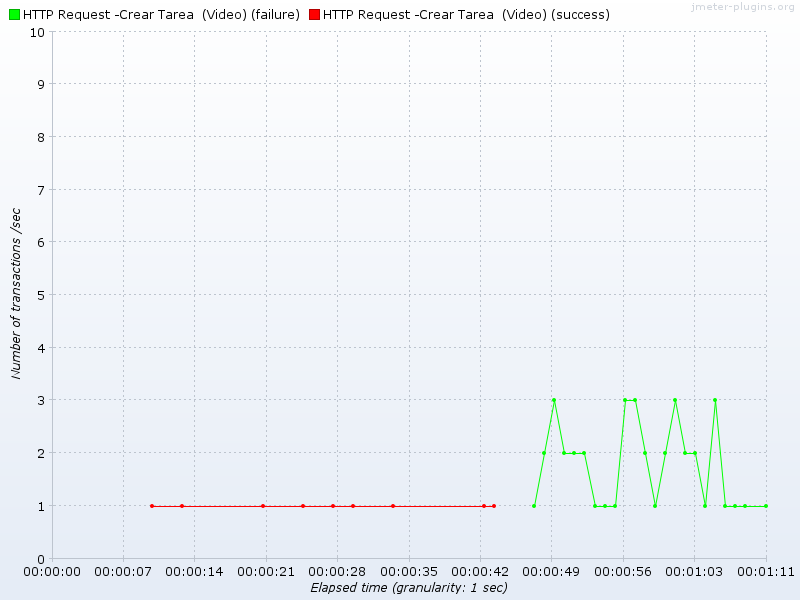 jmeter-plugins.org
HTTP Request -Crear Tarea  (Video) (failure) HTTP Request -Crear Tarea  (Video) (success)
10
9
8
7
6
5
4
3
2
1
0
Number of transactions /sec
00:00:00 00:00:07 00:00:14 00:00:21 00:00:28 00:00:35 00:00:42 00:00:49 00:00:56 00:01:03 00:01:11
Elapsed time (granularity: 1 sec)